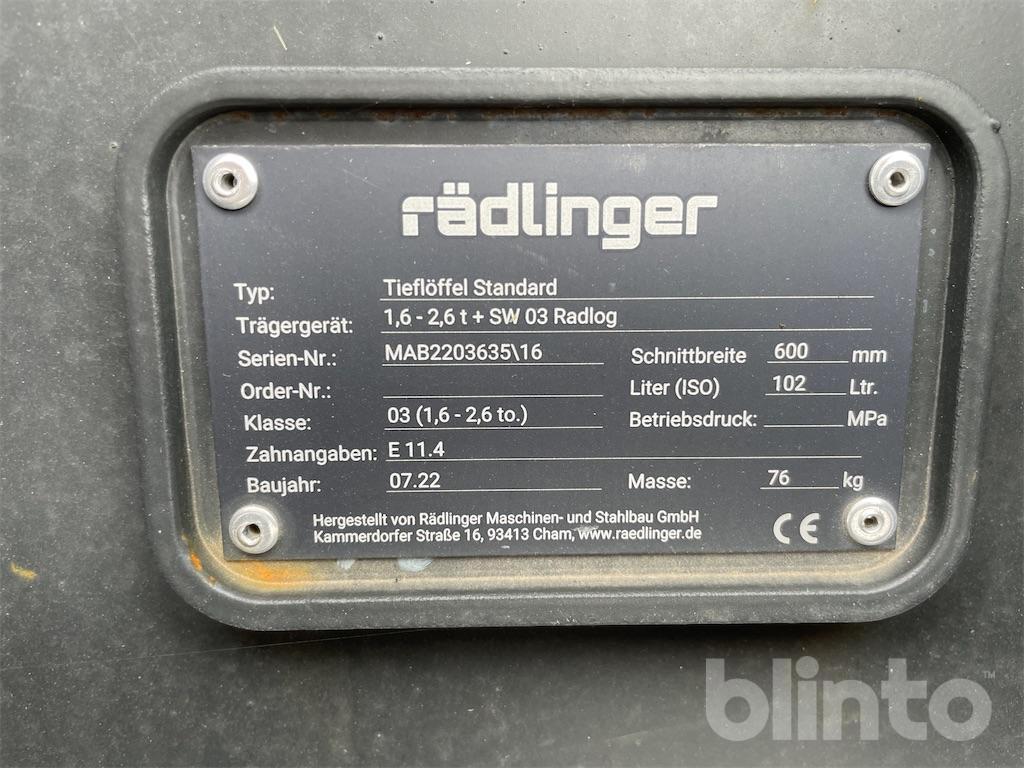 rädlinger
Typ: Tieflöffel Standard
Trägergerät: 1,6 - 2,6 t + SW 03 Radlog
Serien-Nr.: MAB2203635\16 Schnittbreite 600 mm
Order-Nr.: Liter (ISO) 102 Ltr.
Klasse: 03 (1,6 - 2,6 to.) Betriebsdruck: MPa
Zahnangaben: E 11.4
Baujahr: 07.22 Masse: 76 kg
Hergestellt von Rädlinger Maschinen- und Stahlbau GmbH
Kammerdorfer Straße 16, 93413 Cham, www.raedlinger.de
CE
blinto™